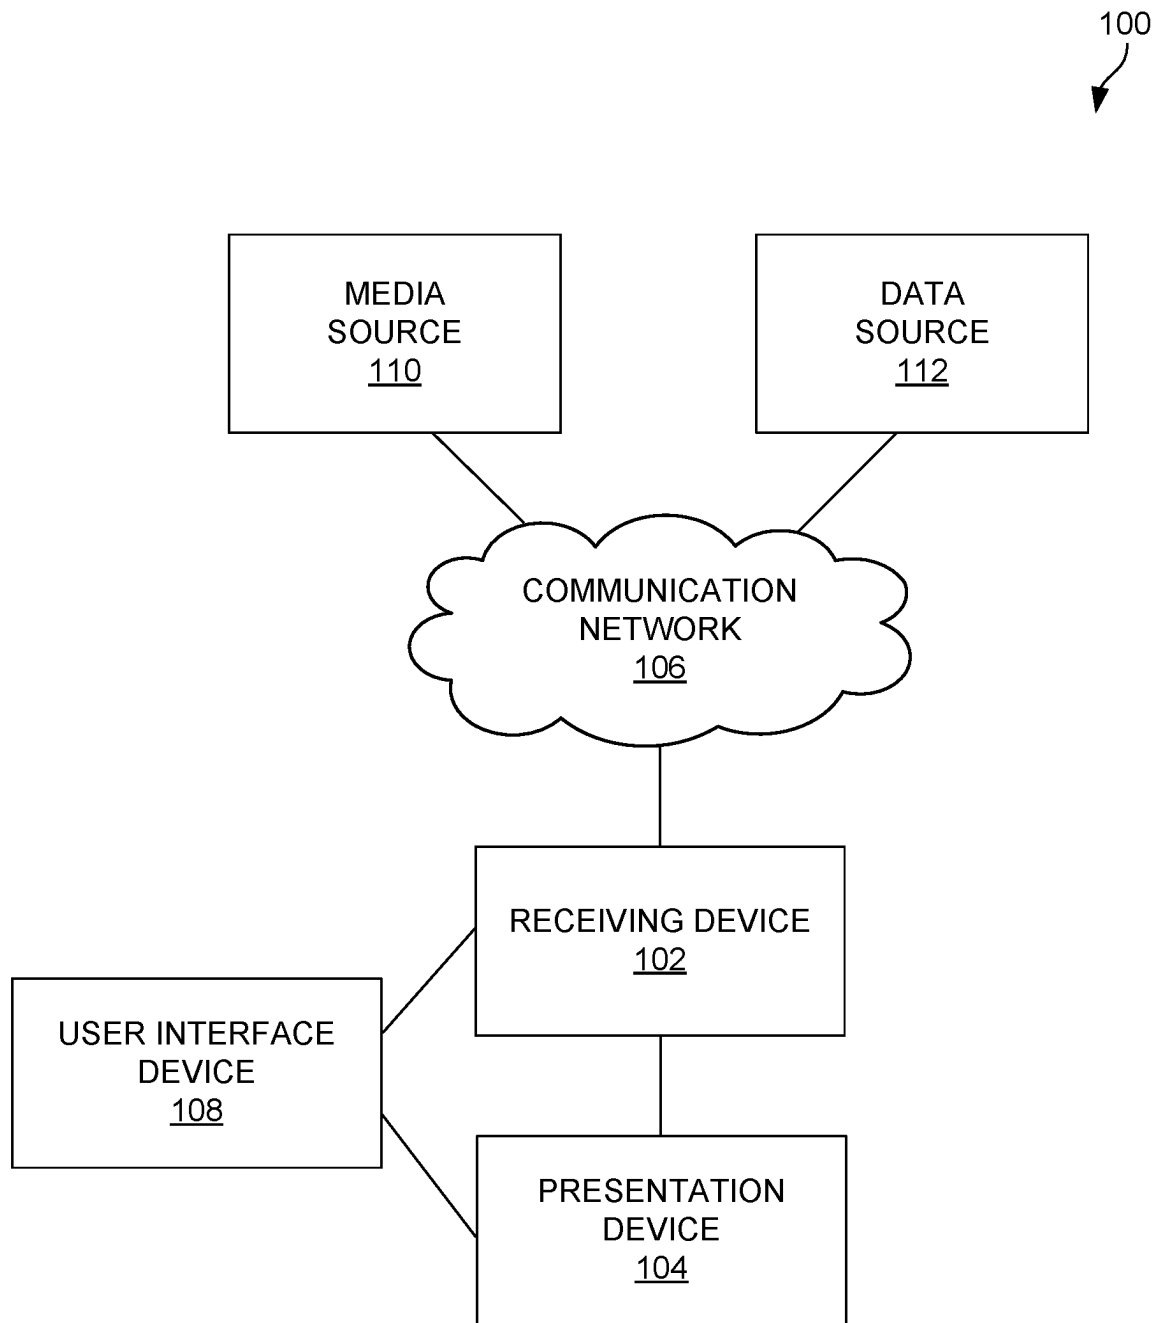 100
MEDIA
SOURCE
110
DATA
SOURCE
112
COMMUNICATION
NETWORK
106
RECEIVING DEVICE
102
USER INTERFACE
DEVICE
108
PRESENTATION
DEVICE
104